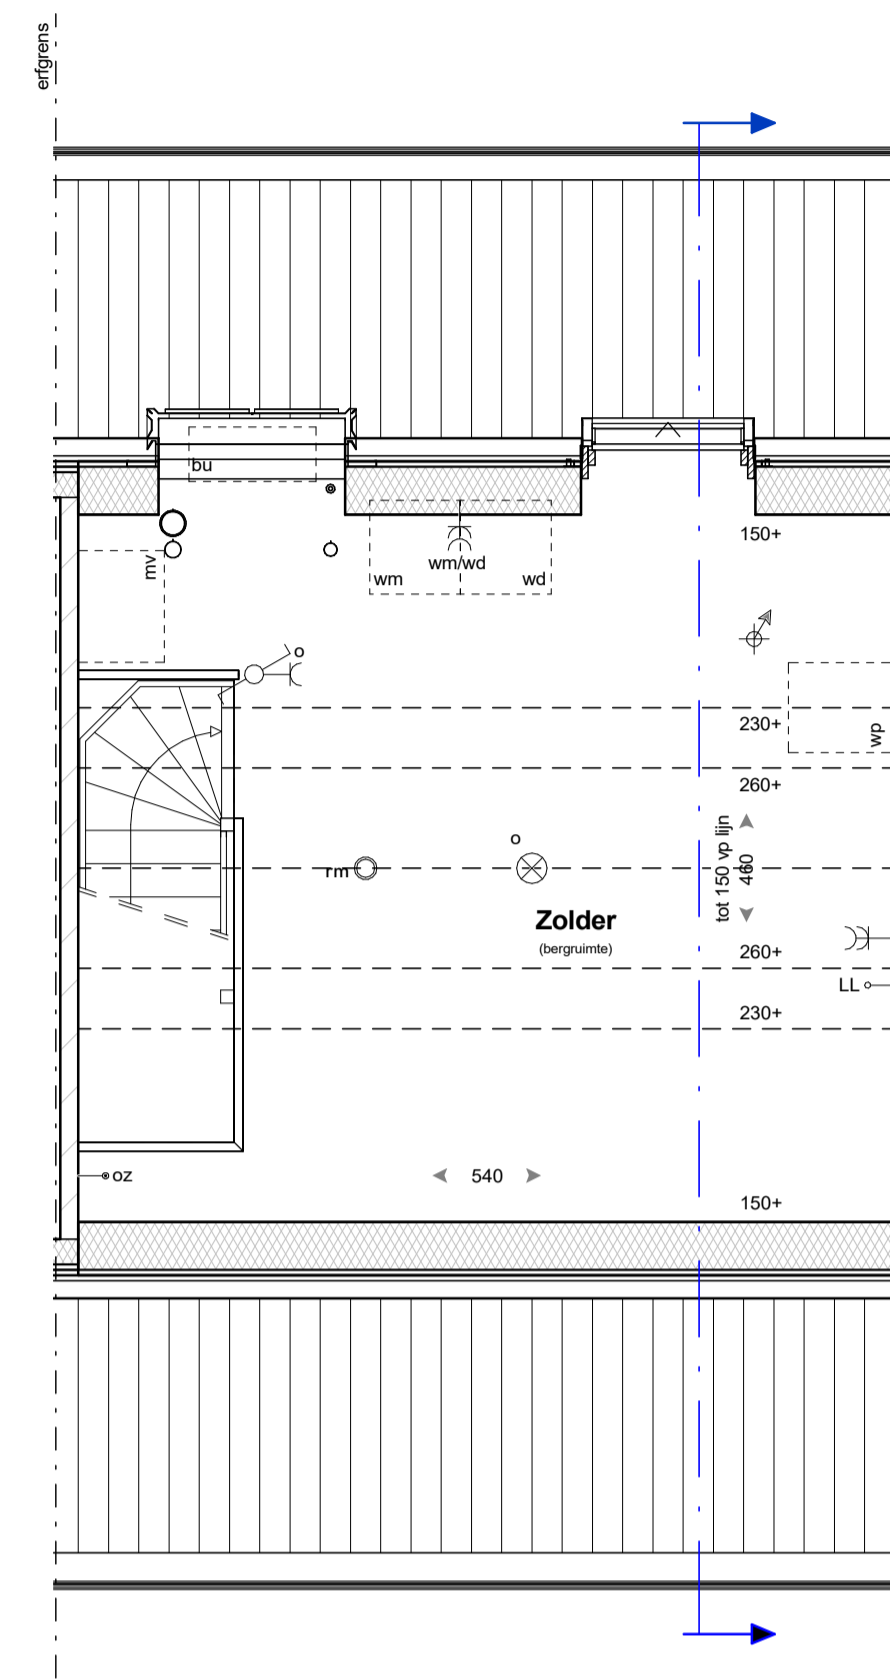 erfgrens
bu
150+
mv
wm/wd
wm
wd
o
230+
wp
260+
o
tot 150 vp lijn
460
rm
Zolder
(bergruimte)
260+
LL
230+
oz
540
150+